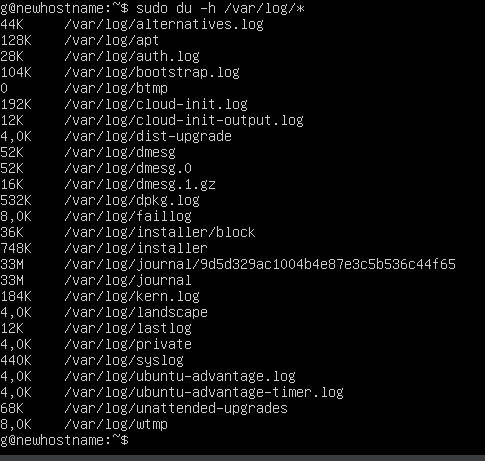 g@newhostname:~$ sudo du -h /var/log/*
44K /var/log/alternatives.log
128K /var/log/apt
28K /var/log/auth.log
104K /var/log/bootstrap.log
0 /var/log/btmp
192K /var/log/cloud-init.log
12K /var/log/cloud-init-output.log
4,0K /var/log/dist-upgrade
52K /var/log/dmesg
52K /var/log/dmesg.0
16K /var/log/dmesg.1.gz
532K /var/log/dpkg.log
8,0K /var/log/faillog
36K /var/log/installer/block
748K /var/log/installer
33M /var/log/journal/9d5d329ac1004b4e87e3c5b536c44f65
33M /var/log/journal
184K /var/log/kern.log
4,0K /var/log/landscape
12K /var/log/lastlog
4,0K /var/log/private
440K /var/log/syslog
4,0K /var/log/ubuntu-advantage.log
4,0K /var/log/ubuntu-advantage-timer.log
68K /var/log/unattended-upgrades
8,0K /var/log/wtmp
g@newhostname:~$